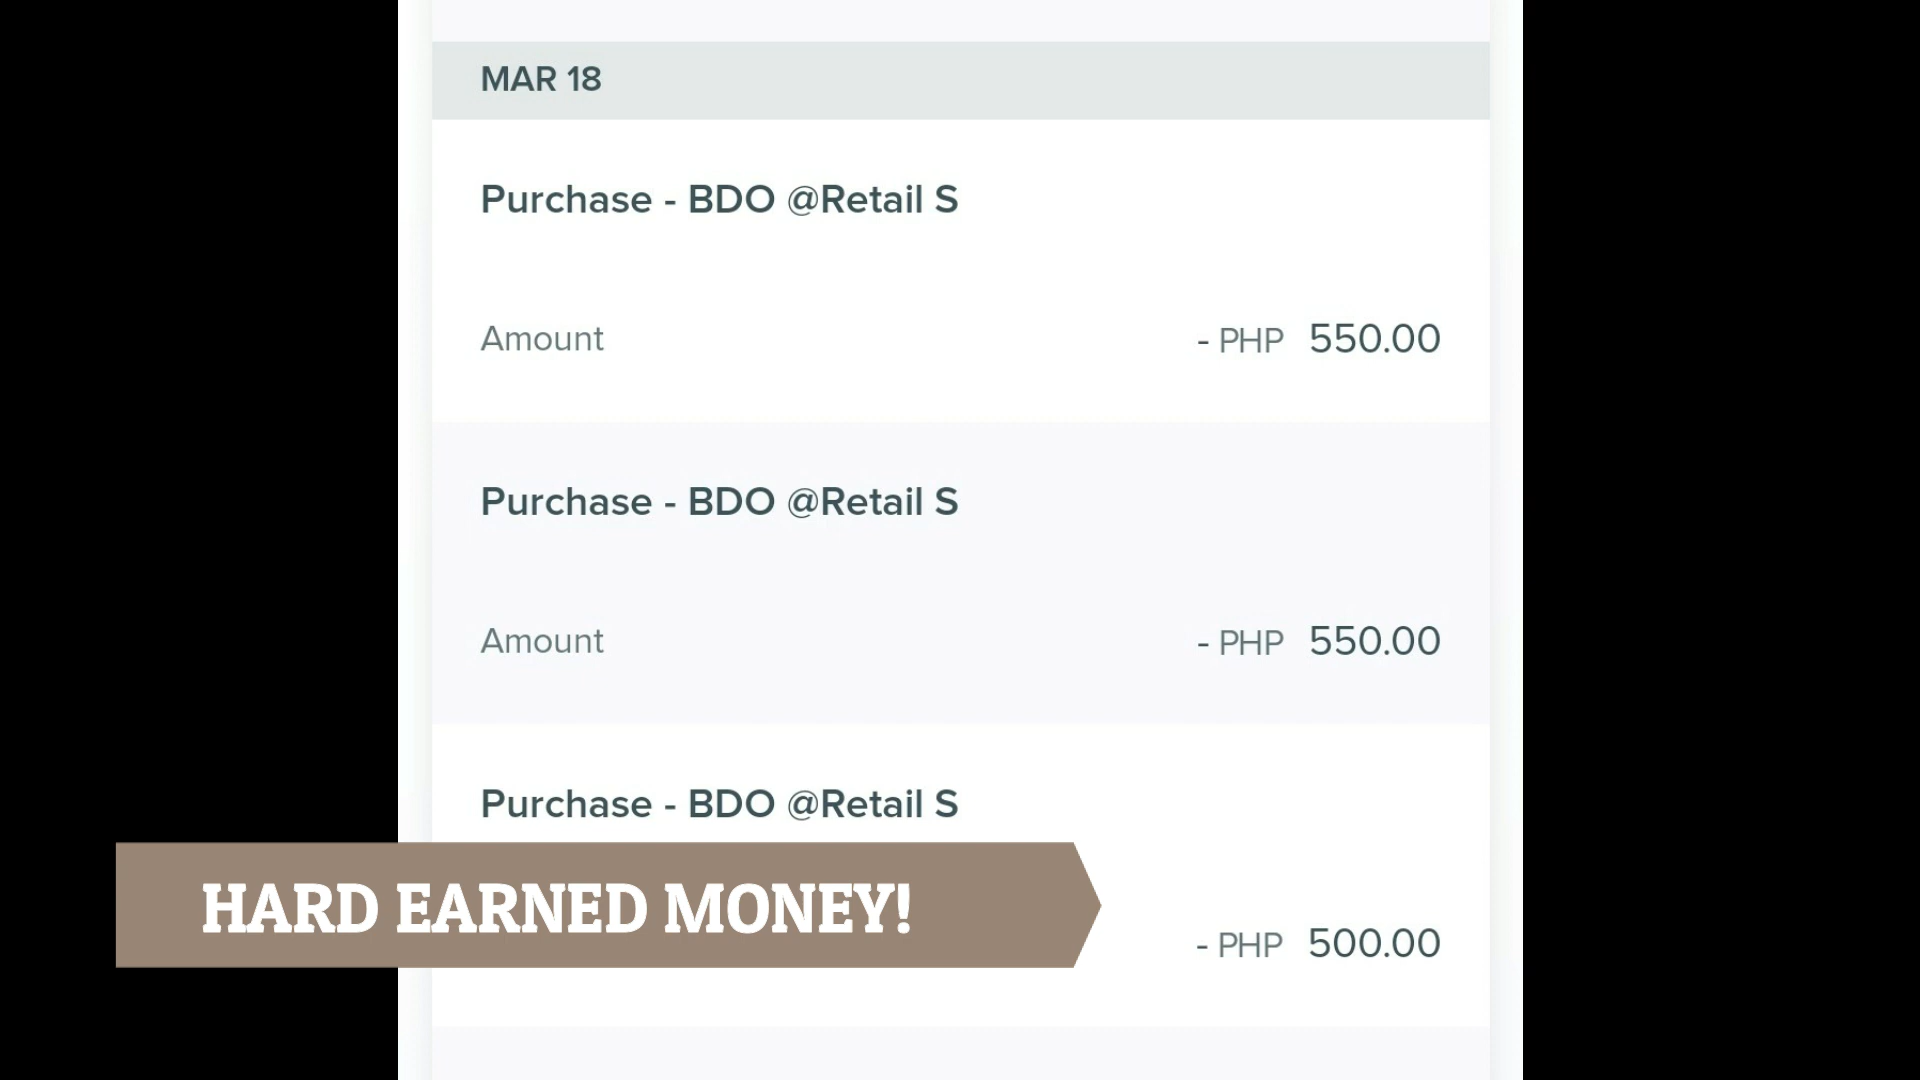 MAR 18
Purchase - BDO @Retail S
Amount - PHP 550.00
Purchase - BDO @Retail S
Amount - PHP 550.00
Purchase - BDO @Retail S
HARD EARNED MONEY!
- PHP 500.00